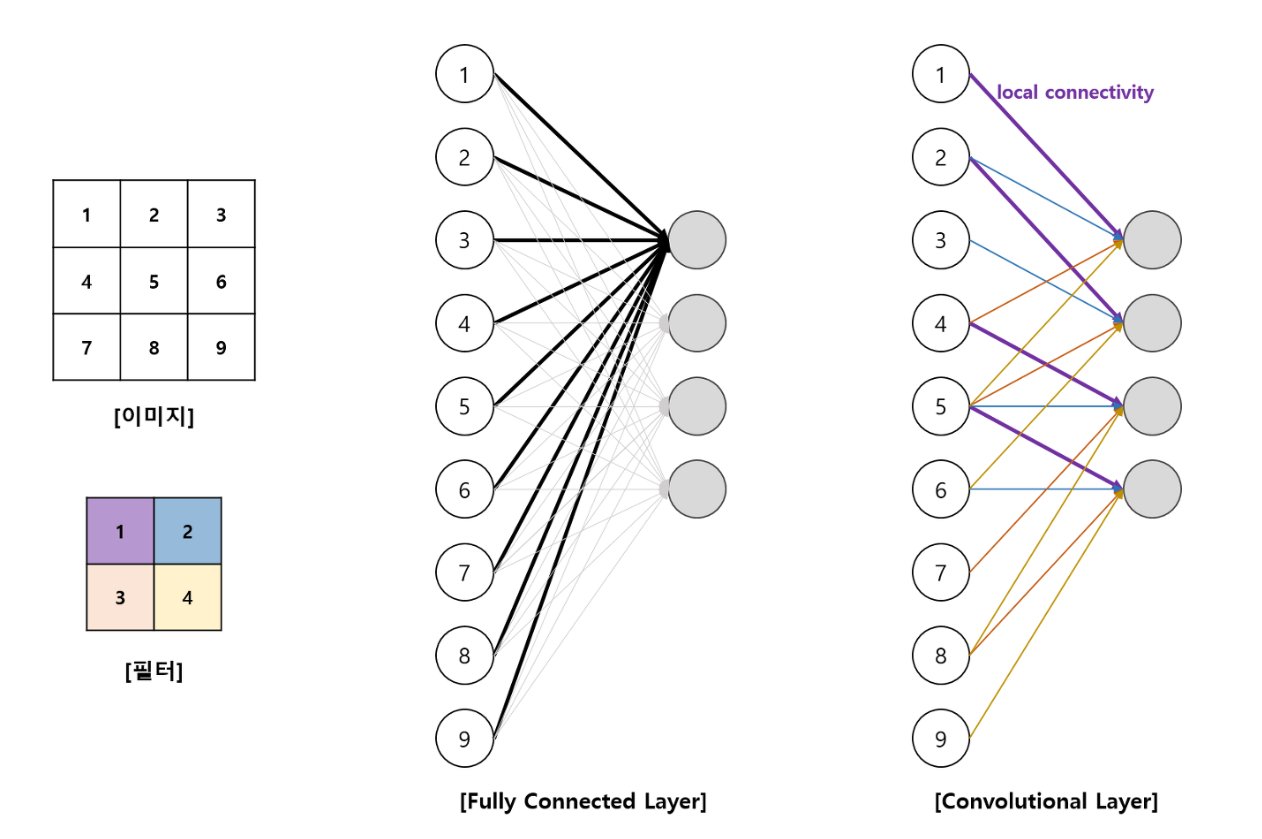 1 2 3
4 5 6
7 8 9
[이미지]
1 2
3 4
[필터]
1
2
3
4
5
6
7
8
9
[Fully Connected Layer]
local connectivity
1
2
3
4
5
6
7
8
9
[Convolutional Layer]